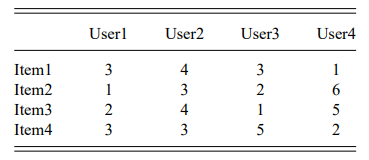 User1 User2 User3 User4
Item1 3 4 3 1
Item2 1 3 2 6
Item3 2 4 1 5
Item4 3 3 5 2